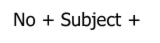 No + Subject +